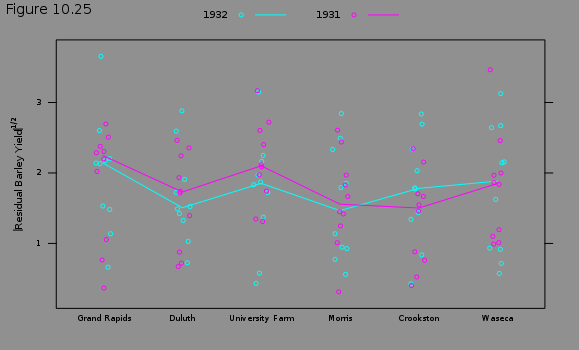 Figure 10.25
1932 1931
Residual Barley Yield^1/2
3
2
1
Grand Rapids Duluth University Farm Morris Crookston Waseca